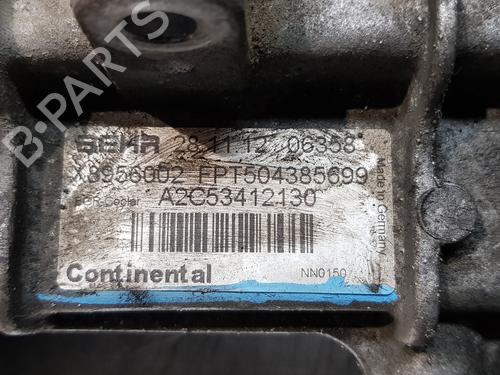 B-PARTS
BEHR 28.11.12 06358
X8956002 FPT504385699
EGR Cooler A2C53412130
Made in Germany
Continental NN0150